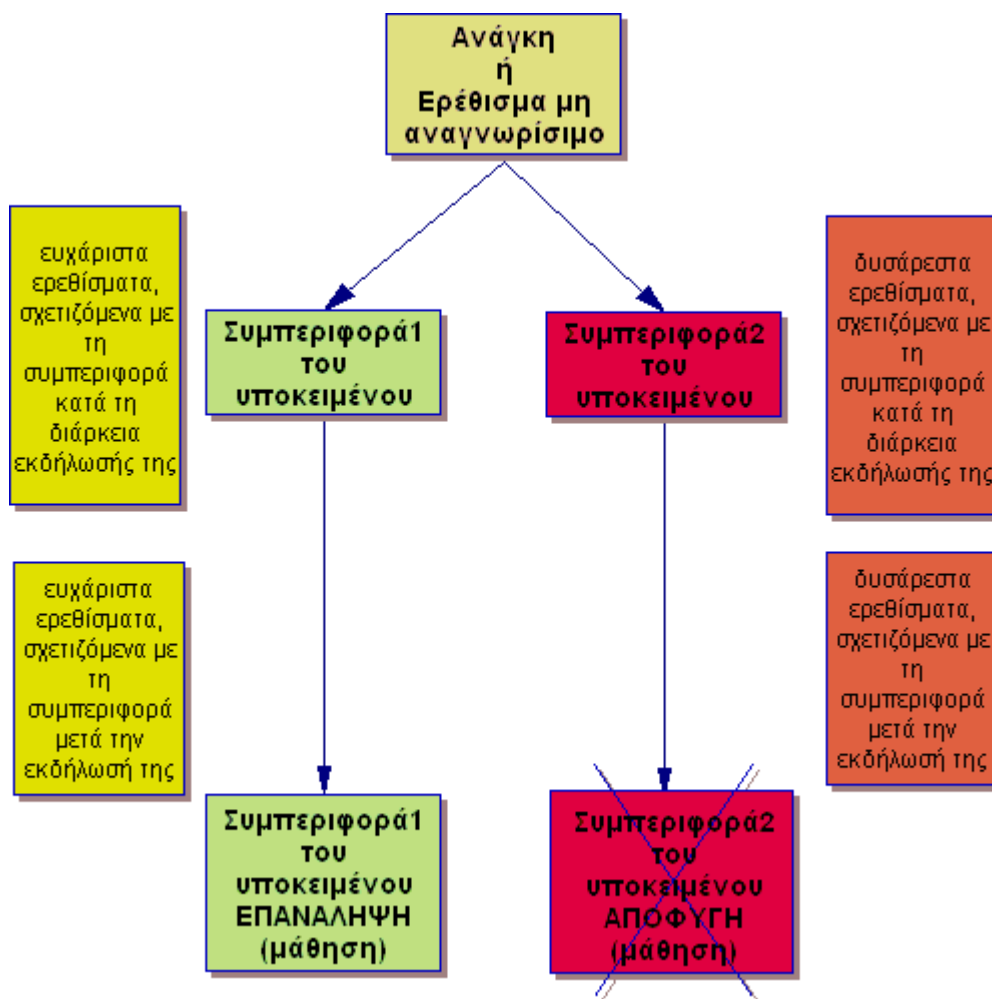 Ανάγκη
ή
Ερέθισμα μη
αναγνωρίσιμο
ευχάριστα
ερεθίσματα,
σχετιζόμενα με
τη
συμπεριφορά
κατά τη
διάρκεια
εκδήλωσής της
Συμπεριφορά1
του
υποκειμένου
Συμπεριφορά2
του
υποκειμένου
δυσάρεστα
ερεθίσματα,
σχετιζόμενα με
τη
συμπεριφορά
κατά τη
διάρκεια
εκδήλωσής της
ευχάριστα
ερεθίσματα,
σχετιζόμενα με
τη
συμπεριφορά
μετά την
εκδήλωσή της
δυσάρεστα
ερεθίσματα,
σχετιζόμενα με
τη
συμπεριφορά
μετά την
εκδήλωσή της
Συμπεριφορά1
του
υποκειμένου
ΕΠΑΝΑΛΗΨΗ
(μάθηση)
Συμπεριφορά2
του
υποκειμένου
ΑΠΟΦΥΓΗ
(μάθηση)